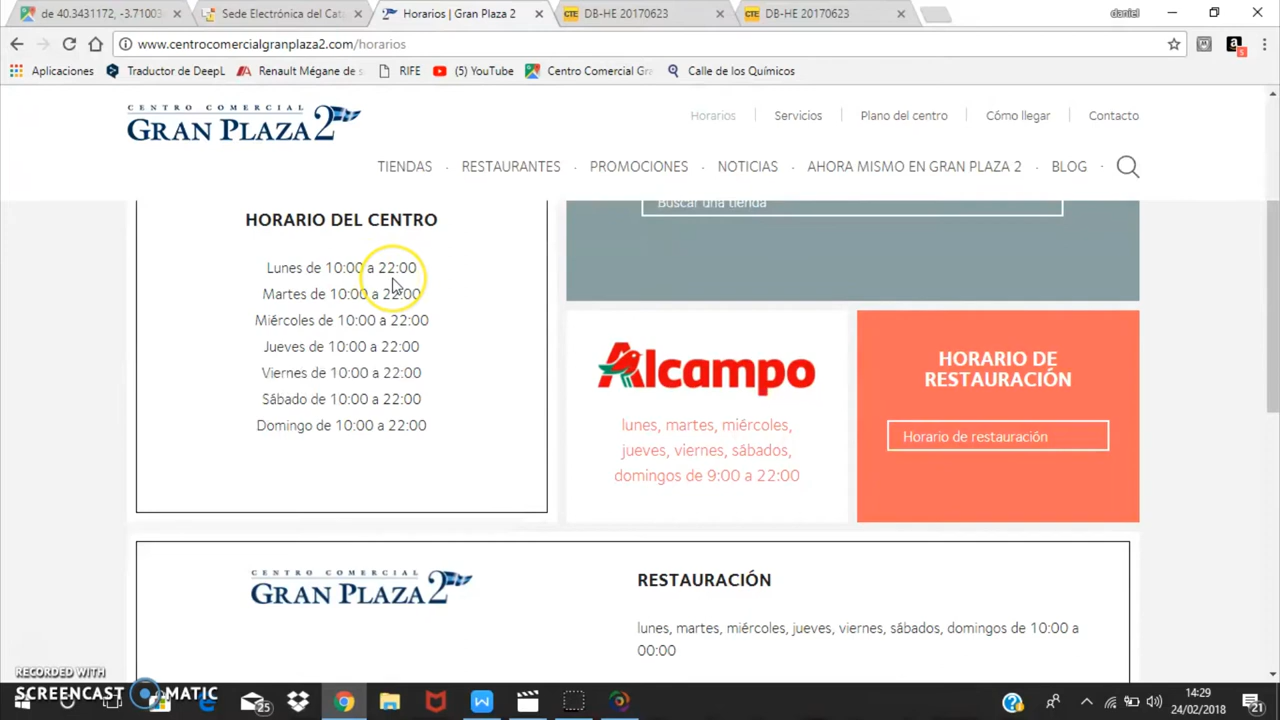 de 40.3431172, -3.71003
Sede Electrónica del Cat
Horarios | Gran Plaza 2
CTE DB-HE 20170623
CTE DB-HE 20170623
daniel
www.centrocomercialgranplaza2.com/horarios
5
Aplicaciones
Traductor de DeepL
Renault Mégane de s
RIFE
(5) YouTube
Centro Comercial Gra
Calle de los Químicos
CENTRO COMERCIAL
GRAN PLAZA 2
Horarios
Servicios
Plano del centro
Cómo llegar
Contacto
TIENDAS · RESTAURANTES · PROMOCIONES · NOTICIAS · AHORA MISMO EN GRAN PLAZA 2 · BLOG ·
HORARIO DEL CENTRO
Lunes de 10:00 a 22:00
Martes de 10:00 a 22:00
Miércoles de 10:00 a 22:00
Jueves de 10:00 a 22:00
Viernes de 10:00 a 22:00
Sábado de 10:00 a 22:00
Domingo de 10:00 a 22:00
Buscar una tienda
Alcampo
lunes, martes, miércoles,
jueves, viernes, sábados,
domingos de 9:00 a 22:00
HORARIO DE
RESTAURACIÓN
Horario de restauración
CENTRO COMERCIAL
GRAN PLAZA 2
RESTAURACIÓN
lunes, martes, miércoles, jueves, viernes, sábados, domingos de 10:00 a
00:00
RECORDED WITH
SCREENCAST MATIC
25
14:29
24/02/2018
21